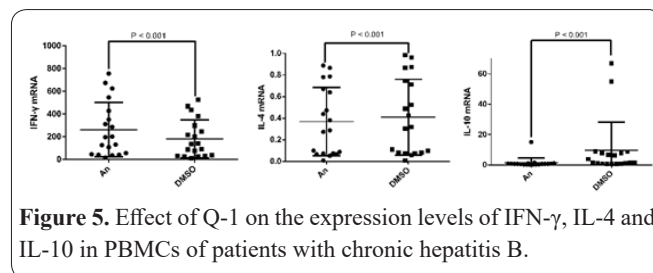 P < 0.001
IFN-γ mRNA
1000
800
600
400
200
0
An
DMSO
P < 0.001
IL-4 mRNA
1.0
0.8
0.6
0.4
0.2
0.0
An
DMSO
P < 0.001
IL-10 mRNA
60
40
20
0
An
DMSO
Figure 5. Effect of Q-1 on the expression levels of IFN-γ, IL-4 and
IL-10 in PBMCs of patients with chronic hepatitis B.